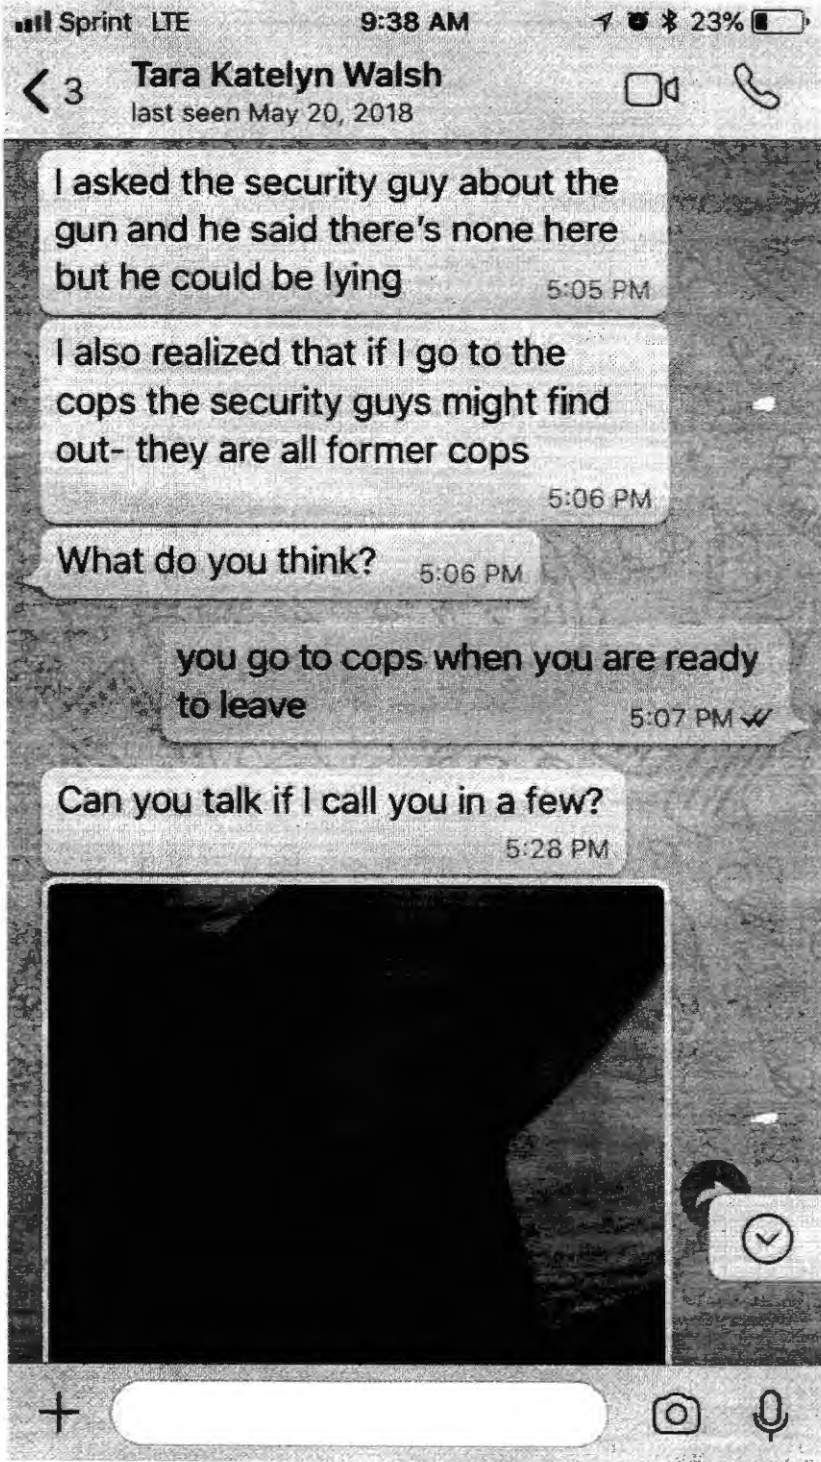 Sprint LTE 9:38 AM 23%
3 Tara Katelyn Walsh
last seen May 20, 2018
I asked the security guy about the
gun and he said there's none here
but he could be lying 5:05 PM
I also realized that if I go to the
cops the security guys might find
out- they are all former cops
5:06 PM
What do you think? 5:06 PM
you go to cops when you are ready
to leave 5:07 PM
Can you talk if I call you in a few?
5:28 PM